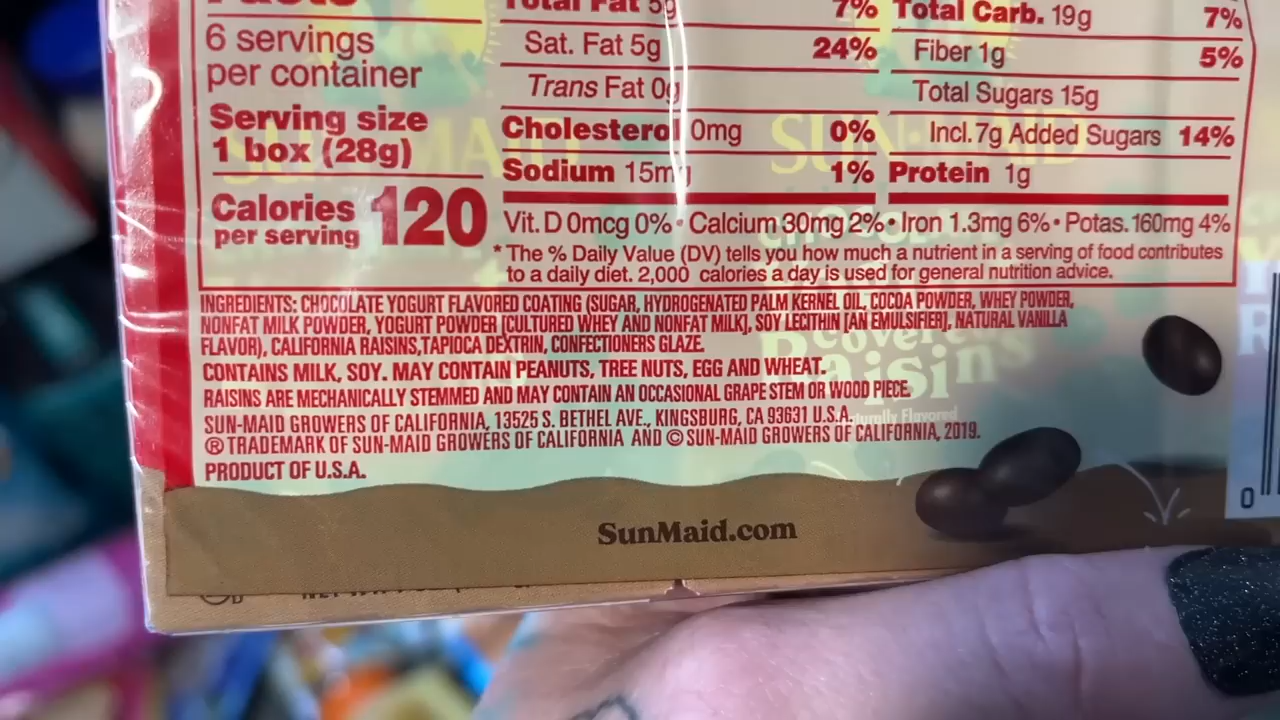 Facts
6 servings
per container
Serving size
1 box (28g)
Calories
per serving 120
Total Fat 5g 7%
Sat. Fat 5g 24%
Trans Fat 0g
Cholesterol 0mg 0%
Sodium 15mg 1%
Total Carb. 19g 7%
Fiber 1g 5%
Total Sugars 15g
Incl. 7g Added Sugars 14%
Protein 1g
Vit. D 0mcg 0% • Calcium 30mg 2% • Iron 1.3mg 6% • Potas. 160mg 4%
* The % Daily Value (DV) tells you how much a nutrient in a serving of food contributes
to a daily diet. 2,000 calories a day is used for general nutrition advice.
INGREDIENTS: CHOCOLATE YOGURT FLAVORED COATING (SUGAR, HYDROGENATED PALM KERNEL OIL, COCOA POWDER, WHEY POWDER,
NONFAT MILK POWDER, YOGURT POWDER [CULTURED WHEY AND NONFAT MILK], SOY LECITHIN [AN EMULSIFIER], NATURAL VANILLA
FLAVOR), CALIFORNIA RAISINS, TAPIOCA DEXTRIN, CONFECTIONERS GLAZE.
CONTAINS MILK, SOY. MAY CONTAIN PEANUTS, TREE NUTS, EGG AND WHEAT.
RAISINS ARE MECHANICALLY STEMMED AND MAY CONTAIN AN OCCASIONAL GRAPE STEM OR WOOD PIECE.
SUN-MAID GROWERS OF CALIFORNIA, 13525 S. BETHEL AVE., KINGSBURG, CA 93631 U.S.A.
® TRADEMARK OF SUN-MAID GROWERS OF CALIFORNIA AND © SUN-MAID GROWERS OF CALIFORNIA, 2019.
PRODUCT OF U.S.A.
SUN-MAID
covered
Raisins
Naturally Flavored
SunMaid.com
0